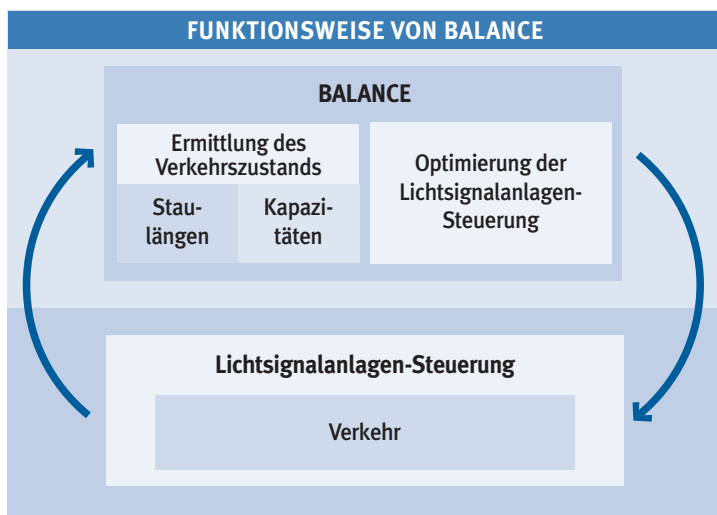 FUNKTIONSWEISE VON BALANCE
BALANCE
Ermittlung des
Verkehrszustands
Stau-
längen
Kapazi-
täten
Optimierung der
Lichtsignalanlagen-
Steuerung
Lichtsignalanlagen-Steuerung
Verkehr